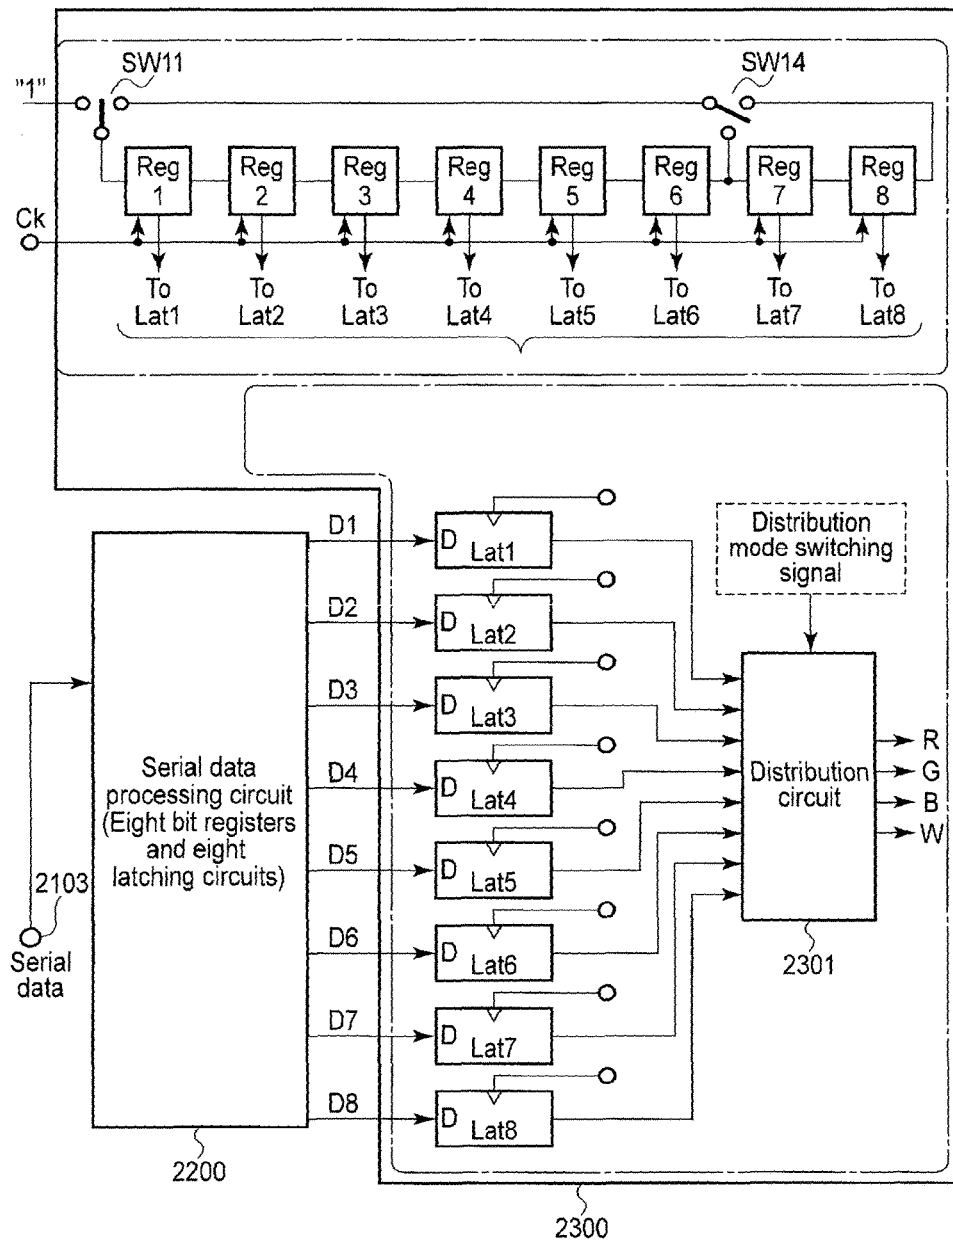 SW11
SW14
"1"
Reg 1
Reg 2
Reg 3
Reg 4
Reg 5
Reg 6
Reg 7
Reg 8
Ck
To Lat1
To Lat2
To Lat3
To Lat4
To Lat5
To Lat6
To Lat7
To Lat8
D1
D2
D3
D4
D5
D6
D7
D8
D Lat1
D Lat2
D Lat3
D Lat4
D Lat5
D Lat6
D Lat7
D Lat8
Distribution
mode switching
signal
Distribution
circuit
R
G
B
W
2301
Serial data
processing circuit
(Eight bit registers
and eight
latching circuits)
2103
Serial
data
2200
2300